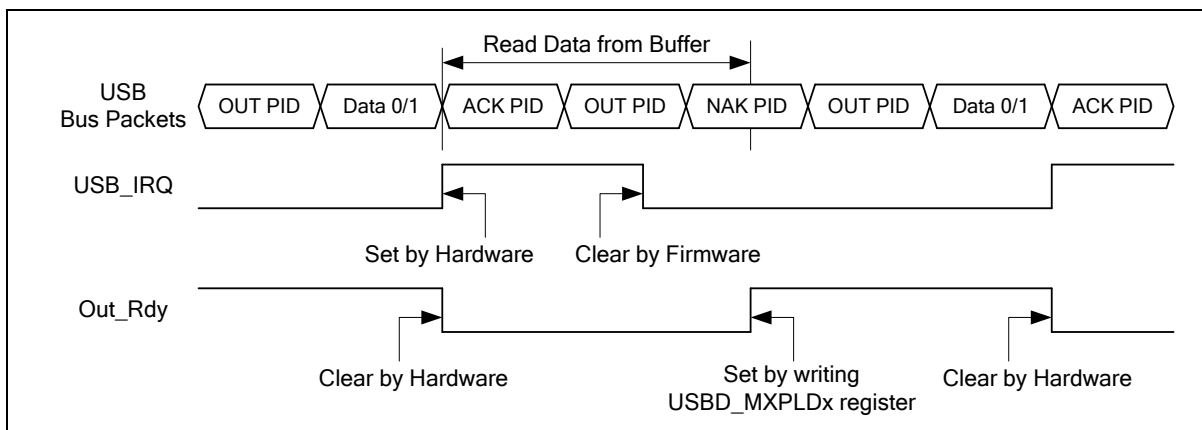 Read Data from Buffer
USB
Bus Packets
OUT PID
Data 0/1
ACK PID
OUT PID
NAK PID
OUT PID
Data 0/1
ACK PID
USB_IRQ
Set by Hardware
Clear by Firmware
Out_Rdy
Clear by Hardware
Set by writing
USBD_MXPLDx register
Clear by Hardware